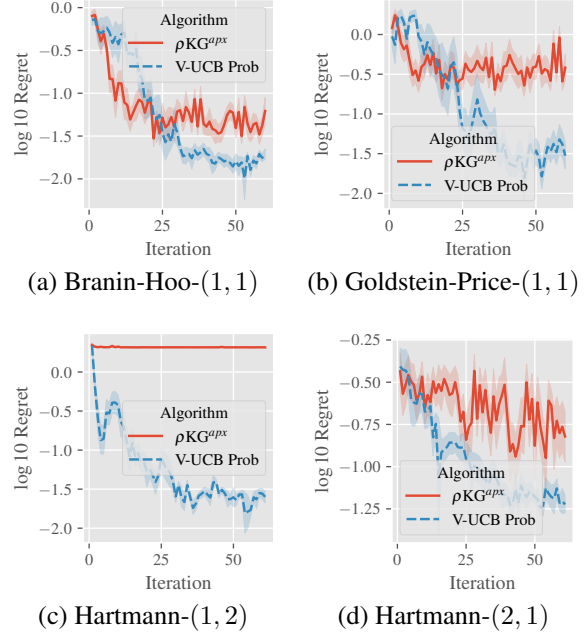 Algorithm
ρKG^apx
V-UCB Prob
log 10 Regret
0.0
−0.5
−1.0
−1.5
−2.0
0
25
50
Iteration
(a) Branin-Hoo-(1, 1)
Algorithm
ρKG^apx
V-UCB Prob
log 10 Regret
0.0
−0.5
−1.0
−1.5
−2.0
0
25
50
Iteration
(b) Goldstein-Price-(1, 1)
Algorithm
ρKG^apx
V-UCB Prob
log 10 Regret
0.0
−0.5
−1.0
−1.5
−2.0
0
25
50
Iteration
(c) Hartmann-(1, 2)
Algorithm
ρKG^apx
V-UCB Prob
log 10 Regret
−0.25
−0.50
−0.75
−1.00
−1.25
0
25
50
Iteration
(d) Hartmann-(2, 1)